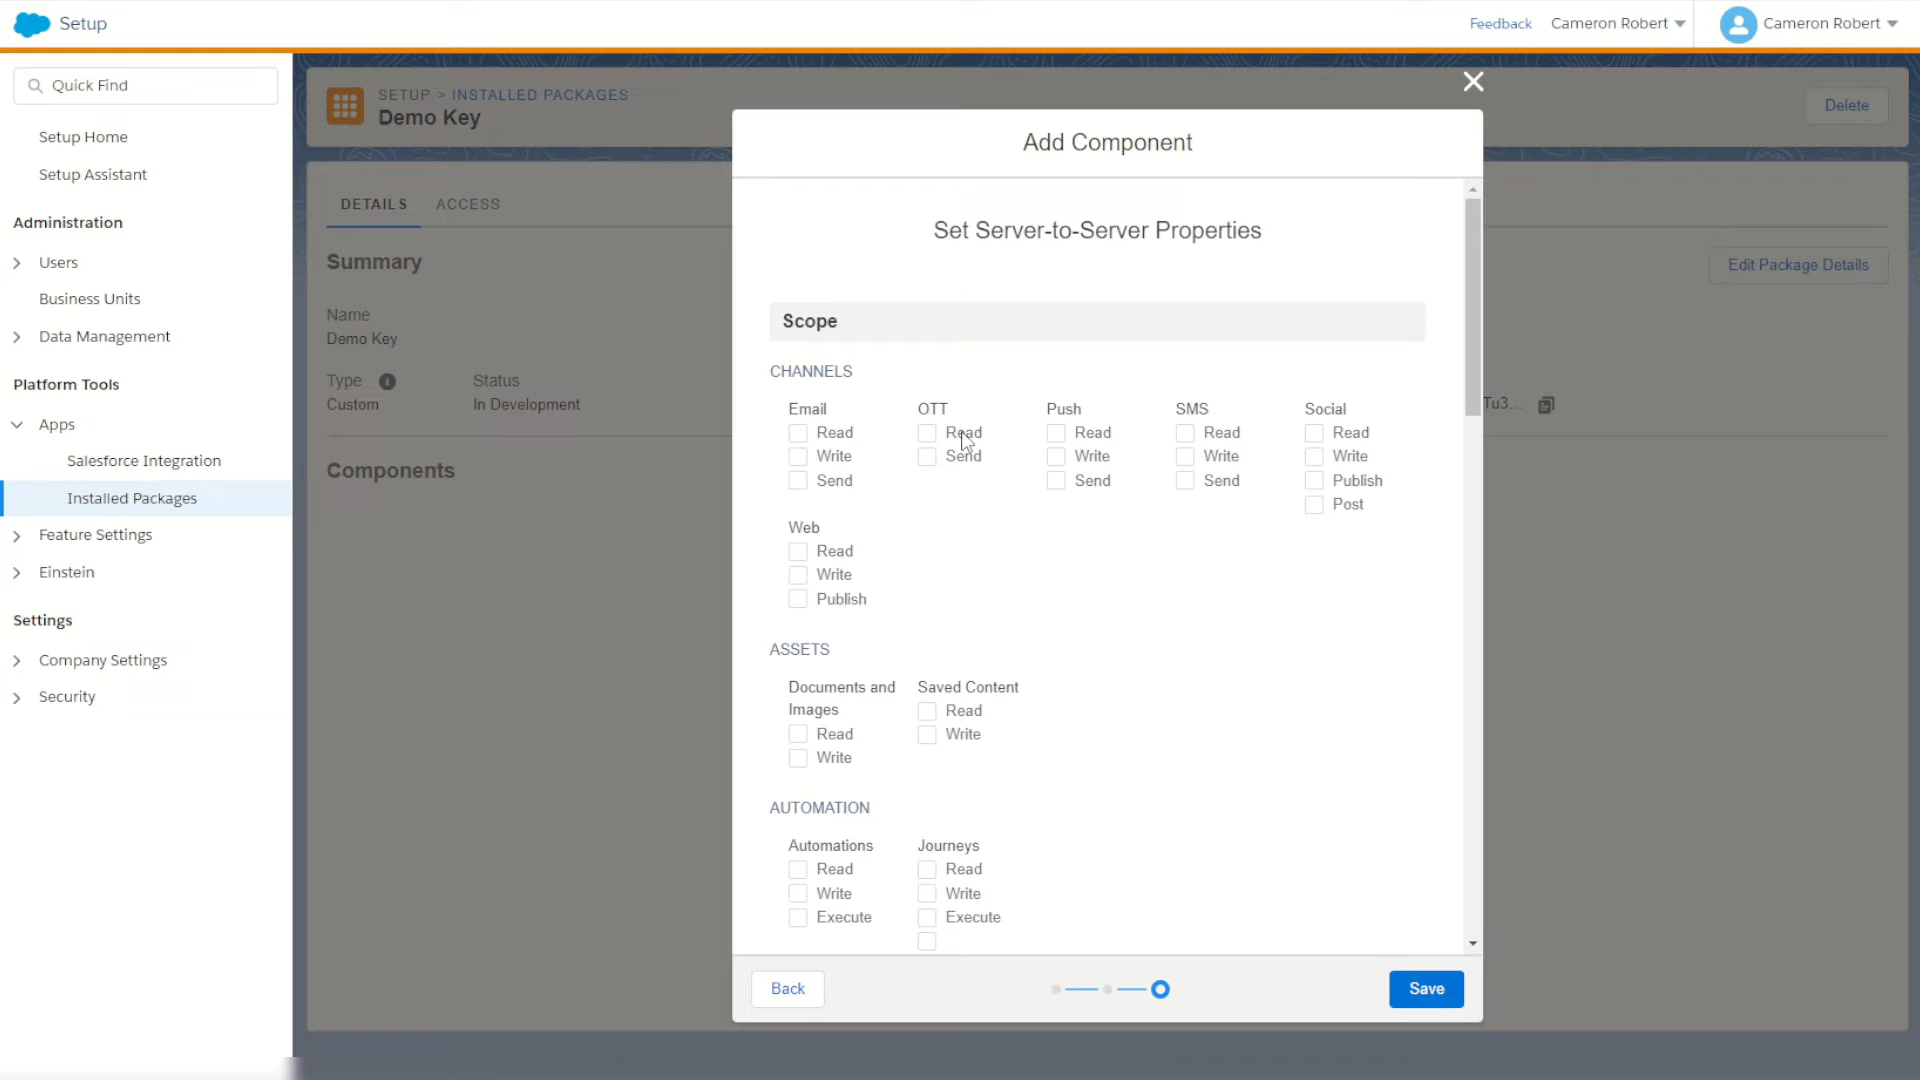 Setup
Feedback
Cameron Robert
Cameron Robert
Quick Find
Setup Home
Setup Assistant
Administration
Users
Business Units
Data Management
Platform Tools
Apps
Salesforce Integration
Installed Packages
Feature Settings
Einstein
Settings
Company Settings
Security
SETUP > INSTALLED PACKAGES
Demo Key
Delete
DETAILS ACCESS
Summary
Edit Package Details
Name
Demo Key
Type Status
Custom In Development
Tu3...
Components
Add Component
Set Server-to-Server Properties
Scope
CHANNELS
Email OTT Push SMS Social
Read Read Read Read Read
Write Send Write Write Write
Send Send Send Publish
Post
Web
Read
Write
Publish
ASSETS
Documents and Saved Content
Images Read
Read Write
Write
AUTOMATION
Automations Journeys
Read Read
Write Write
Execute Execute
Back
Save